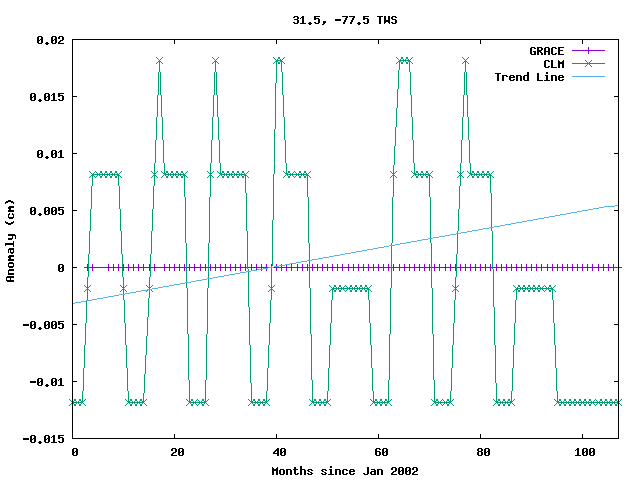 31.5, -77.5 TWS
GRACE
CLM
Trend Line
0.02
0.015
0.01
0.005
0
-0.005
-0.01
-0.015
Anomaly (cm)
0 20 40 60 80 100
Months since Jan 2002